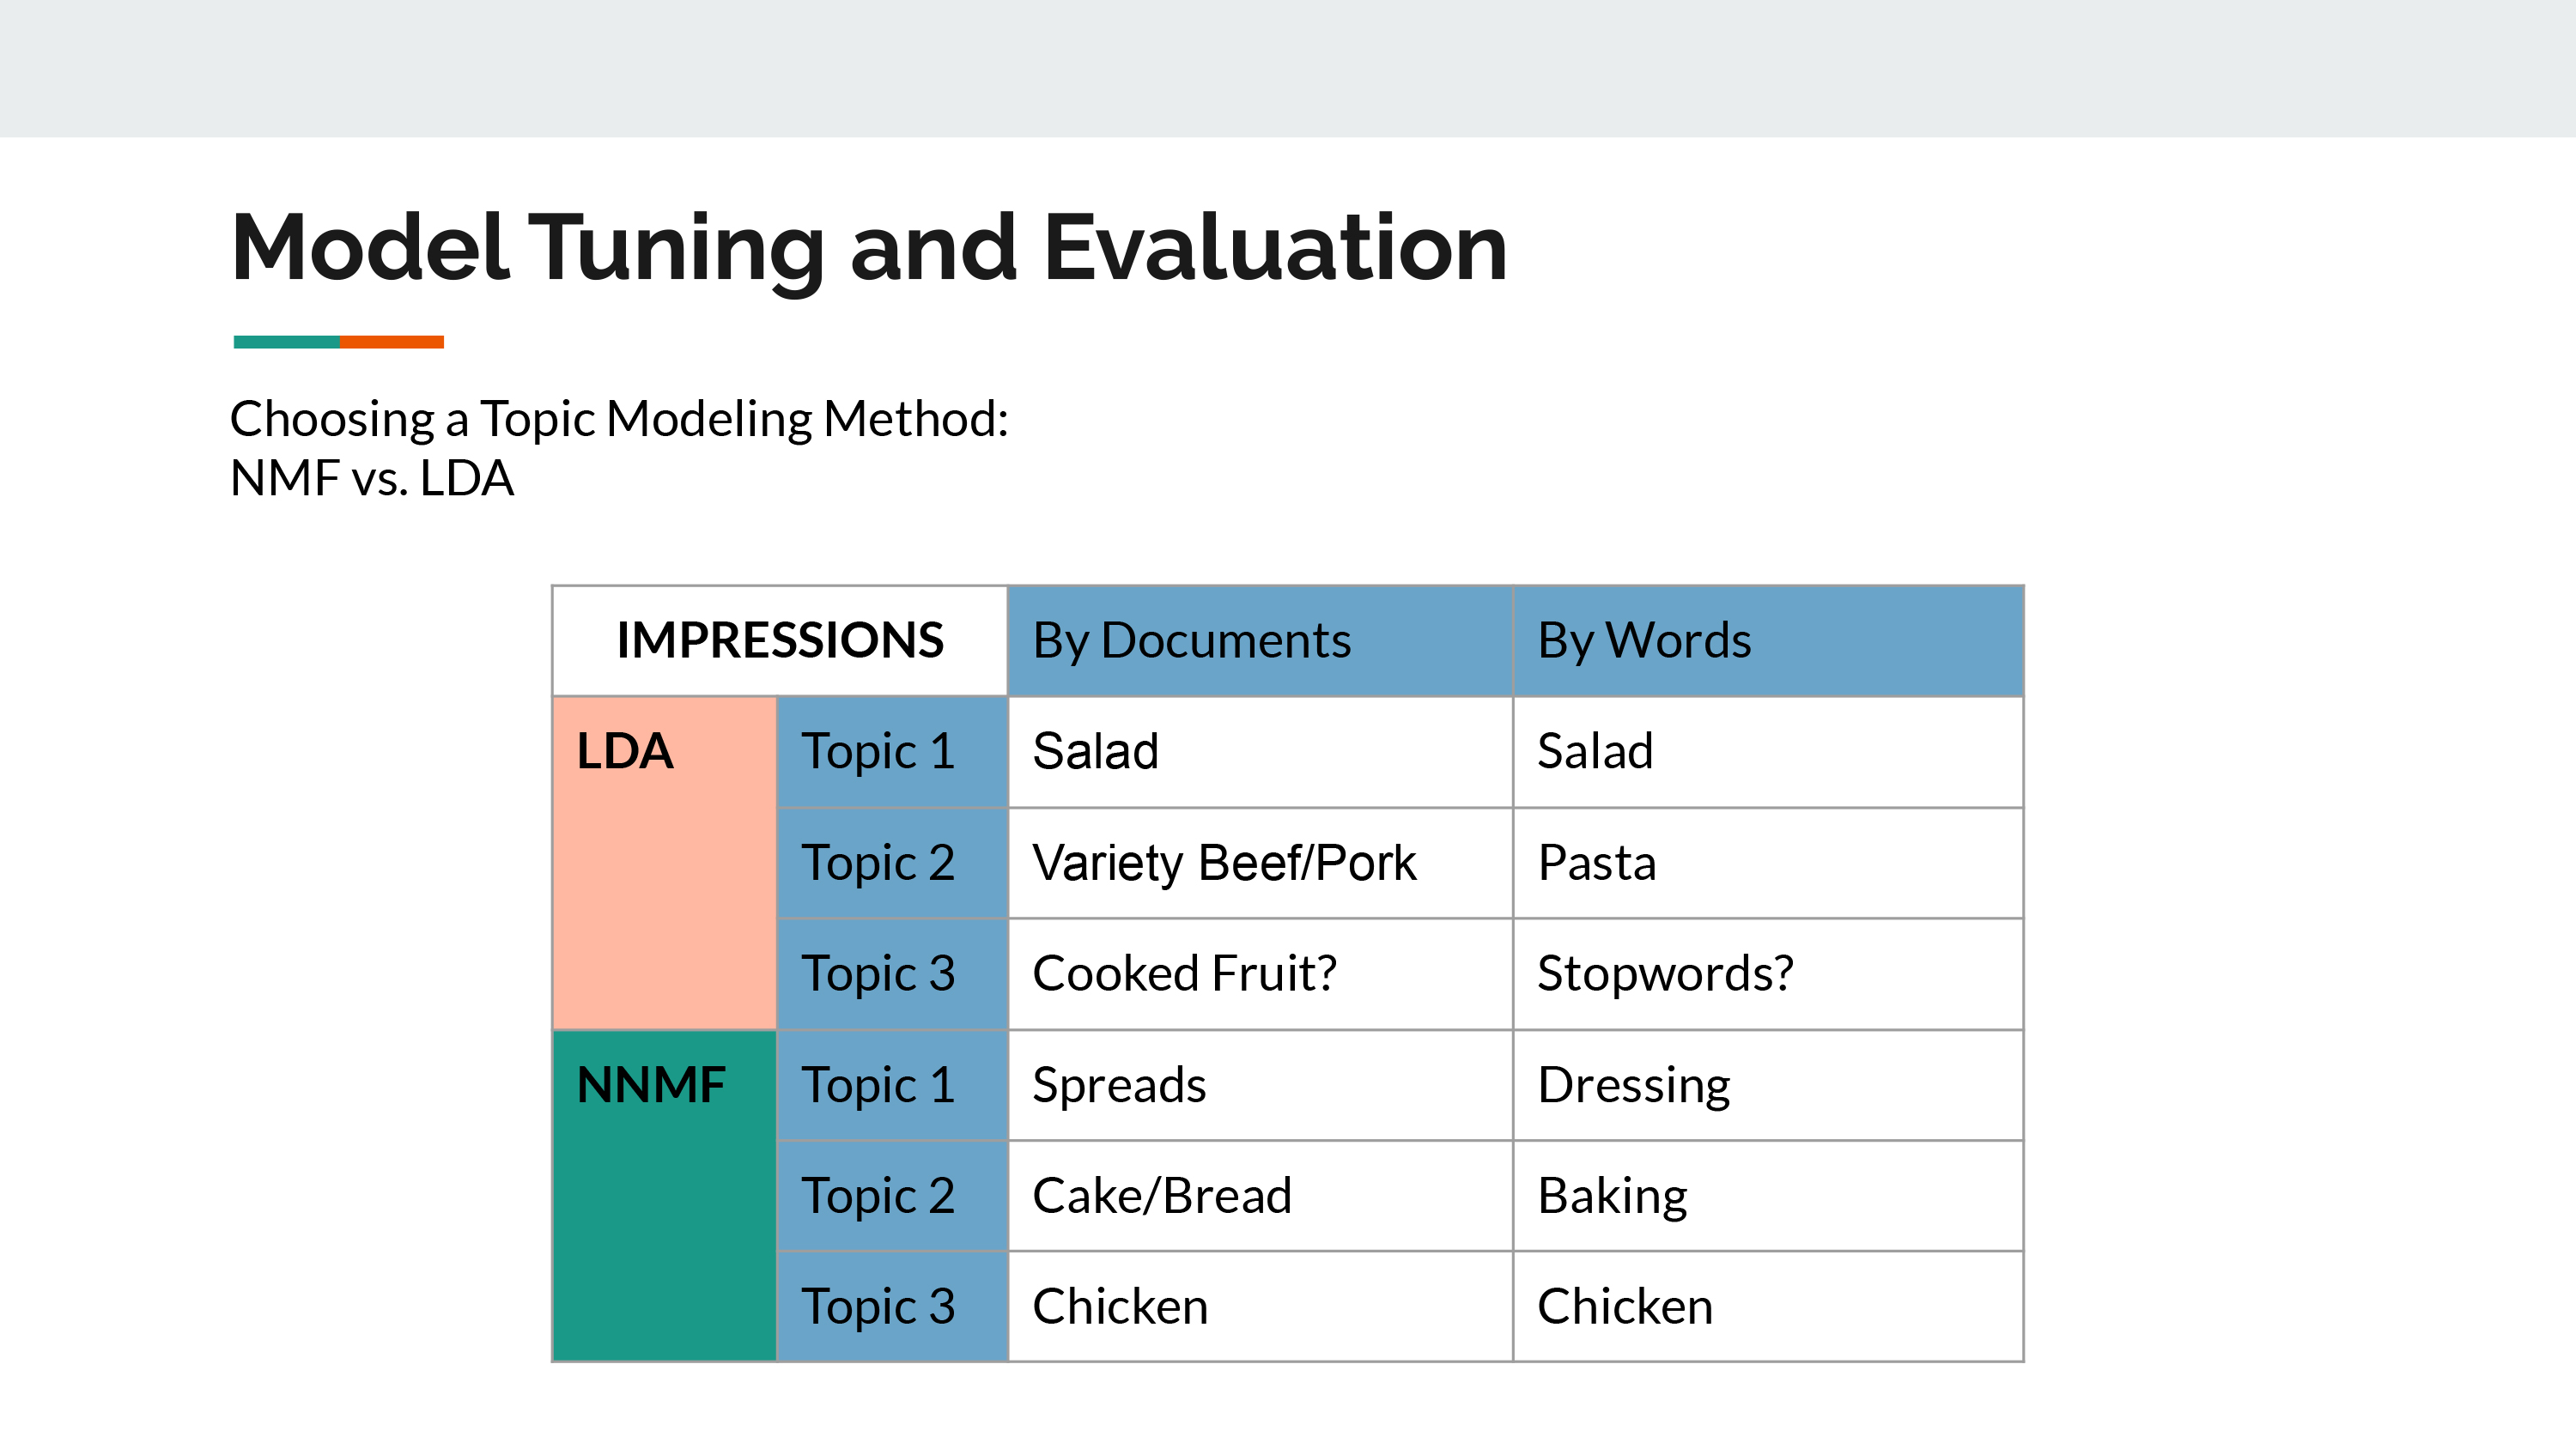 Model Tuning and Evaluation
Choosing a Topic Modeling Method:
NMF vs. LDA
IMPRESSIONS By Documents By Words
LDA Topic 1 Salad Salad
Topic 2 Variety Beef/Pork Pasta
Topic 3 Cooked Fruit? Stopwords?
NNMF Topic 1 Spreads Dressing
Topic 2 Cake/Bread Baking
Topic 3 Chicken Chicken